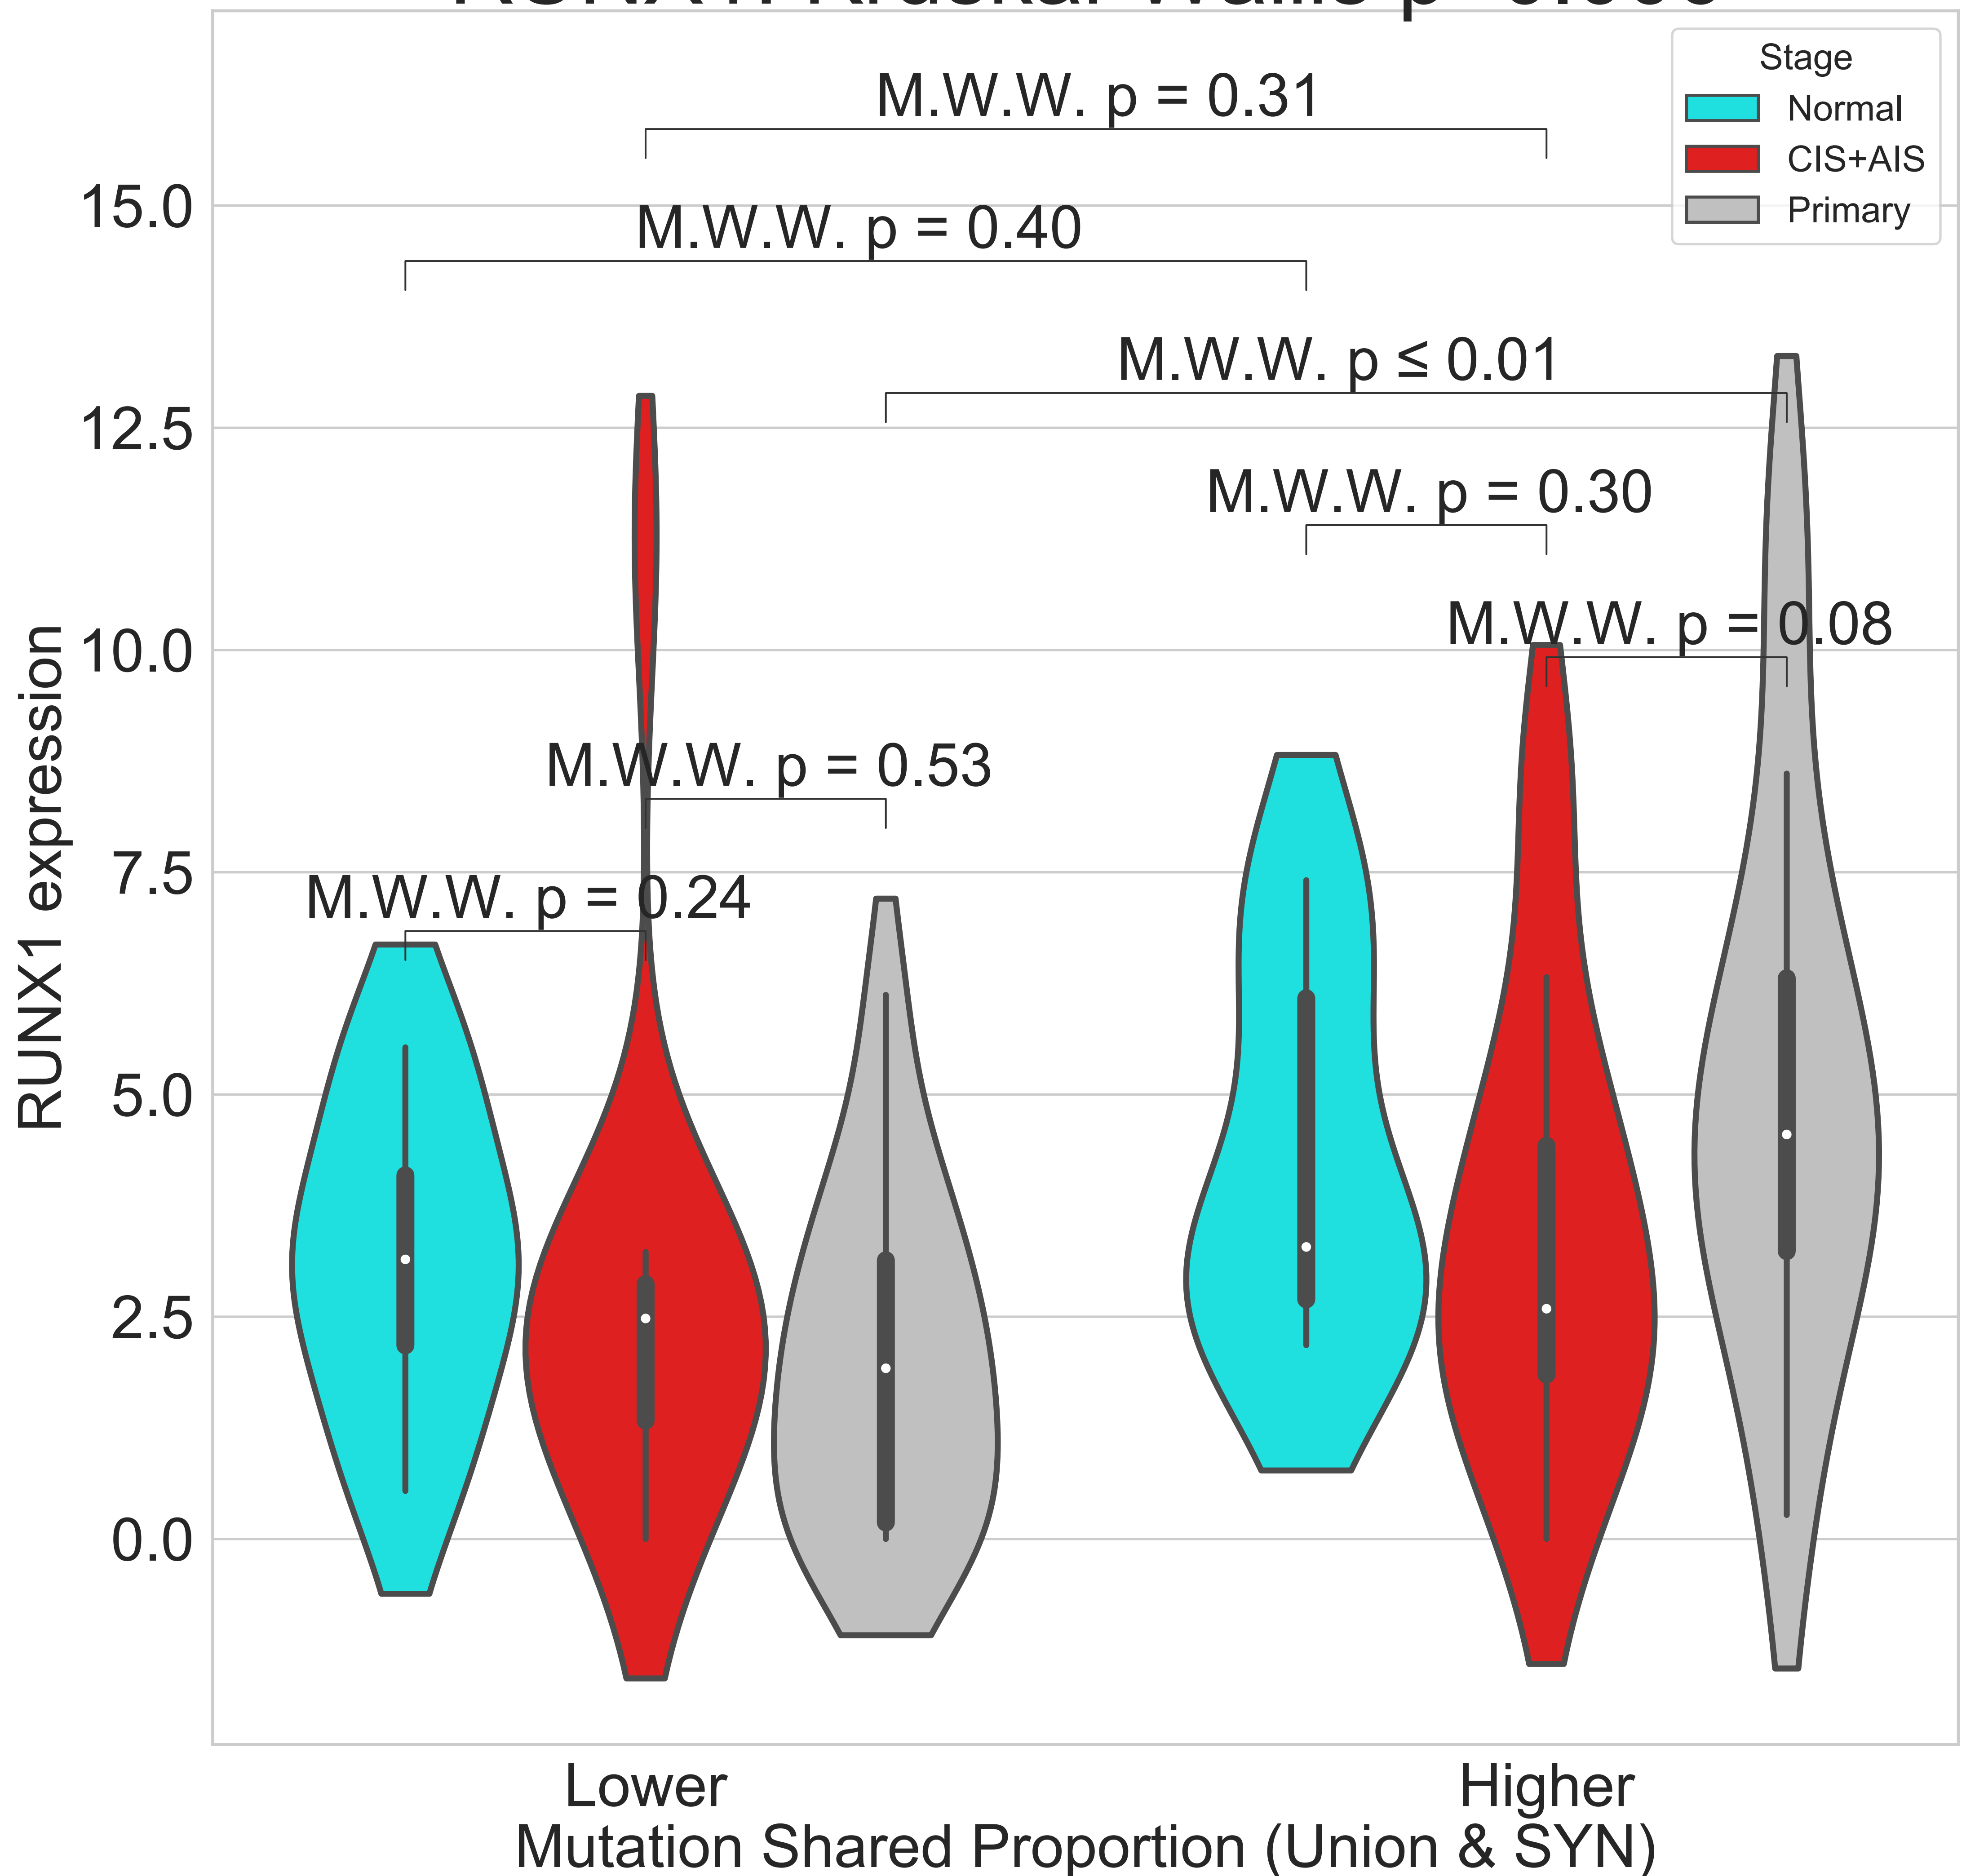 Stage
Normal
CIS+AIS
Primary
M.W.W. p = 0.31
M.W.W. p = 0.40
M.W.W. p ≤ 0.01
M.W.W. p = 0.30
M.W.W. p = 0.08
M.W.W. p = 0.53
M.W.W. p = 0.24
15.0
12.5
10.0
7.5
5.0
2.5
0.0
RUNX1 expression
Lower
Higher
Mutation Shared Proportion (Union & SYN)